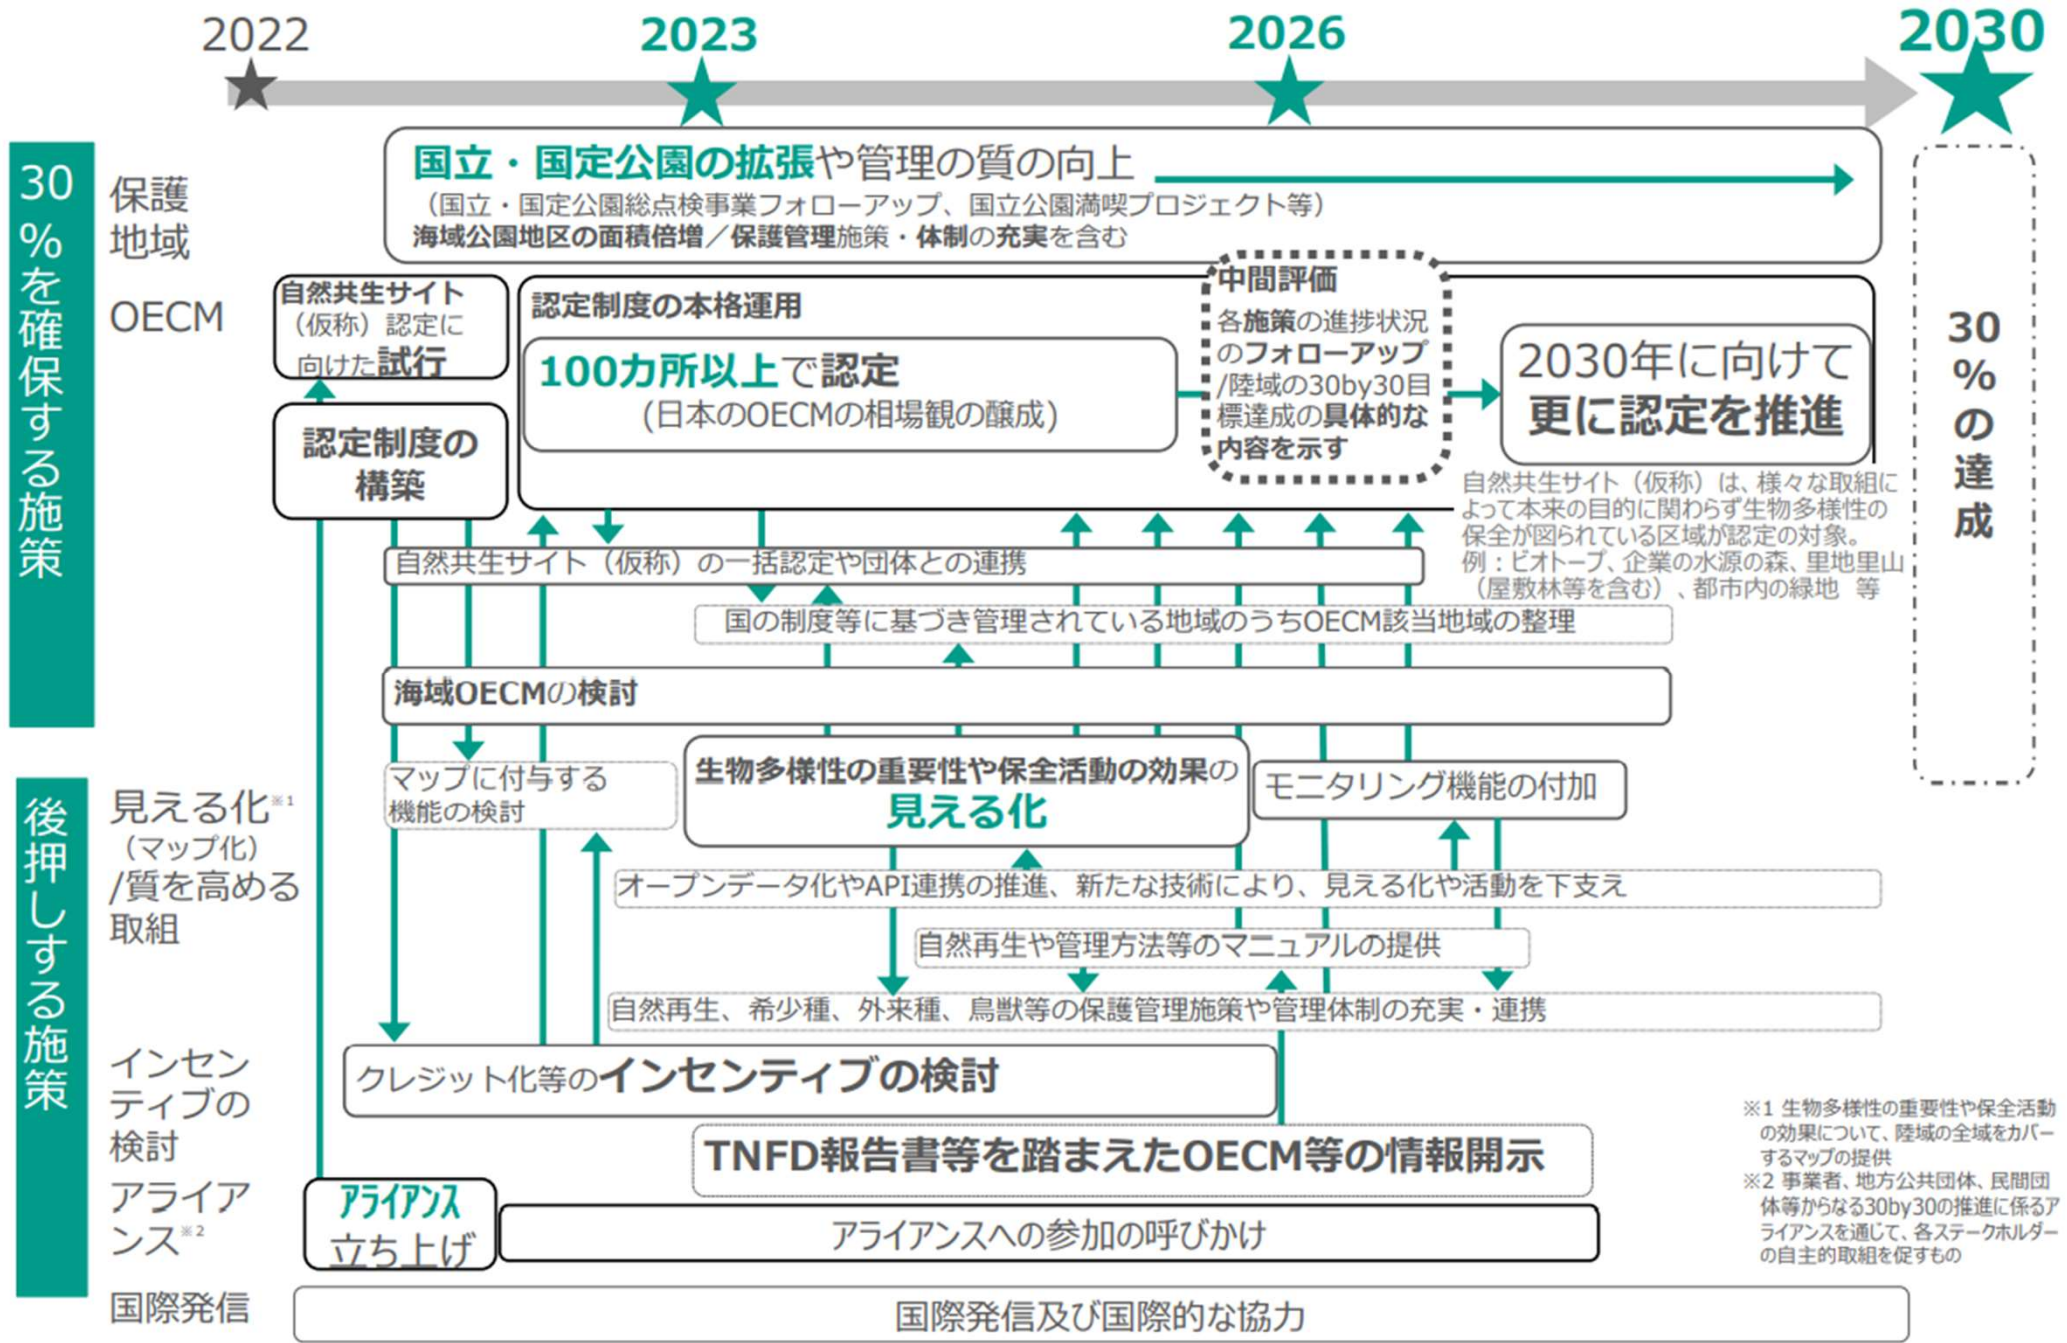 2022
2023
2026
2030
30%を確保する施策
保護
地域
国立・国定公園の拡張や管理の質の向上
（国立・国定公園総点検事業フォローアップ、国立公園満喫プロジェクト等）
海域公園地区の面積倍増／保護管理施策・体制の充実を含む
OECM
自然共生サイト
（仮称）認定に
向けた試行
認定制度の
構築
認定制度の本格運用
100カ所以上で認定
(日本のOECMの相場観の醸成)
中間評価
各施策の進捗状況
のフォローアップ
/陸域の30by30目
標達成の具体的な
内容を示す
2030年に向けて
更に認定を推進
自然共生サイト（仮称）は、様々な取組に
よって本来の目的に関わらず生物多様性の
保全が図られている区域が認定の対象。
例：ビオトープ、企業の水源の森、里地里山
（屋敷林等を含む）、都市内の緑地 等
30%の達成
自然共生サイト（仮称）の一括認定や団体との連携
国の制度等に基づき管理されている地域のうちOECM該当地域の整理
海域OECMの検討
後押しする施策
見える化※1
（マップ化）
/質を高める
取組
マップに付与する
機能の検討
生物多様性の重要性や保全活動の効果の
見える化
モニタリング機能の付加
オープンデータ化やAPI連携の推進、新たな技術により、見える化や活動を下支え
自然再生や管理方法等のマニュアルの提供
自然再生、希少種、外来種、鳥獣等の保護管理施策や管理体制の充実・連携
インセン
ティブの
検討
クレジット化等のインセンティブの検討
TNFD報告書等を踏まえたOECM等の情報開示
アライア
ンス※2
アライアンス
立ち上げ
アライアンスへの参加の呼びかけ
国際発信
国際発信及び国際的な協力
※1 生物多様性の重要性や保全活動
の効果について、陸域の全域をカバー
するマップの提供
※2 事業者、地方公共団体、民間団
体等からなる30by30の推進に係るア
ライアンスを通じて、各ステークホルダー
の自主的取組を促すもの